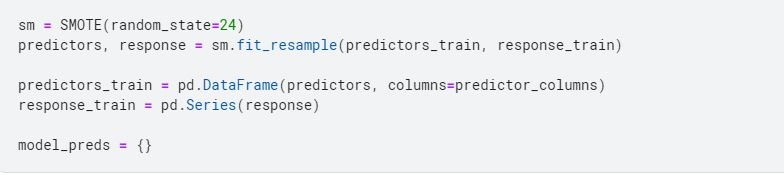 sm = SMOTE(random_state=24)
predictors, response = sm.fit_resample(predictors_train, response_train)
predictors_train = pd.DataFrame(predictors, columns=predictor_columns)
response_train = pd.Series(response)
model_preds = {}